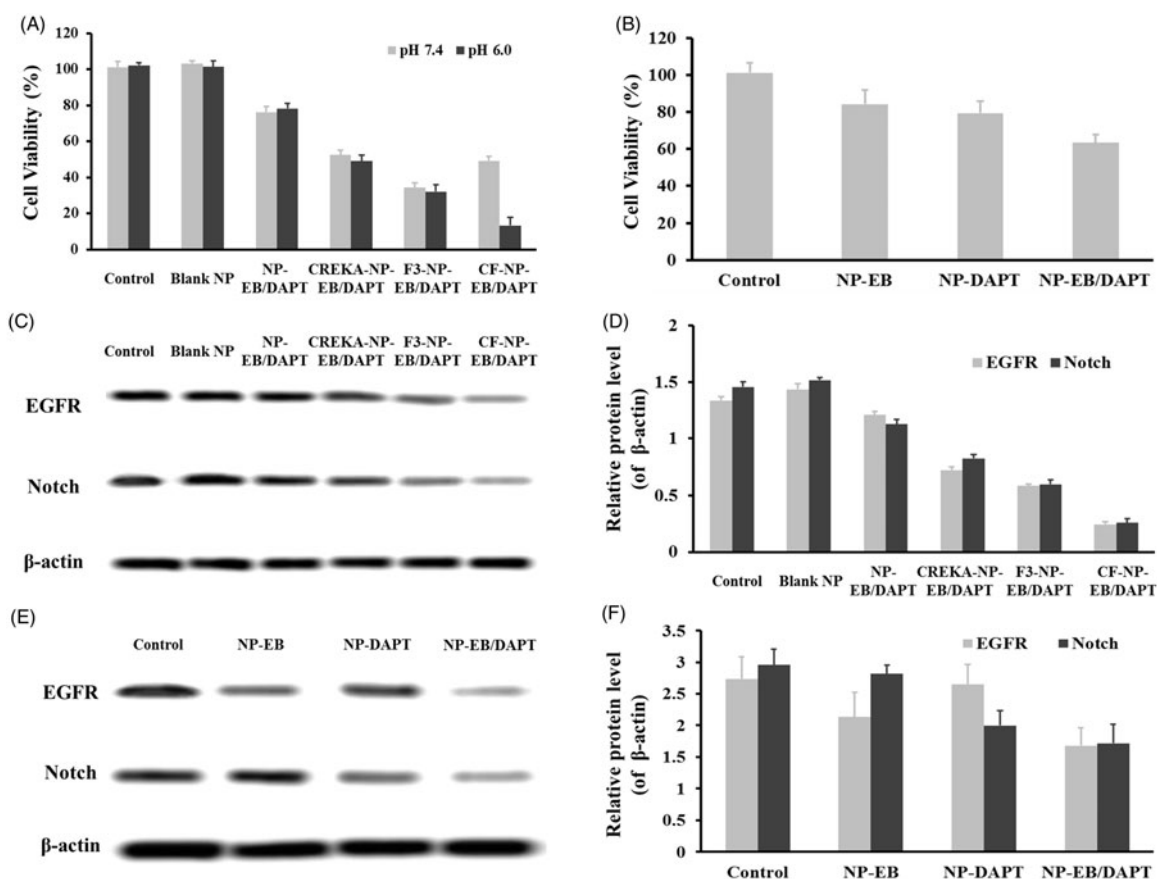 (A)
Cell Viability (%)
120
100
80
60
40
20
0
pH 7.4 pH 6.0
Control Blank NP NP-EB/DAPT CREKA-NP-EB/DAPT F3-NP-EB/DAPT CF-NP-EB/DAPT
(B)
Cell Viability (%)
120
100
80
60
40
20
0
Control NP-EB NP-DAPT NP-EB/DAPT
(C)
Control Blank NP NP-EB/DAPT CREKA-NP-EB/DAPT F3-NP-EB/DAPT CF-NP-EB/DAPT
EGFR
Notch
β-actin
(D)
Relative protein level
(of β-actin)
2
1.5
1
0.5
0
EGFR Notch
Control Blank NP NP-EB/DAPT CREKA-NP-EB/DAPT F3-NP-EB/DAPT CF-NP-EB/DAPT
(E)
Control NP-EB NP-DAPT NP-EB/DAPT
EGFR
Notch
β-actin
(F)
Relative protein level
(of β-actin)
3.5
3
2.5
2
1.5
1
0.5
0
EGFR Notch
Control NP-EB NP-DAPT NP-EB/DAPT